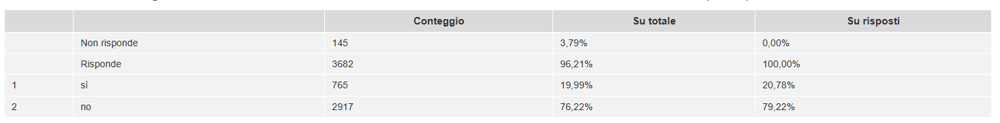 Conteggio Su totale Su risposti
Non risponde 145 3,79% 0,00%
Risponde 3682 96,21% 100,00%
1 sì 765 19,99% 20,78%
2 no 2917 76,22% 79,22%